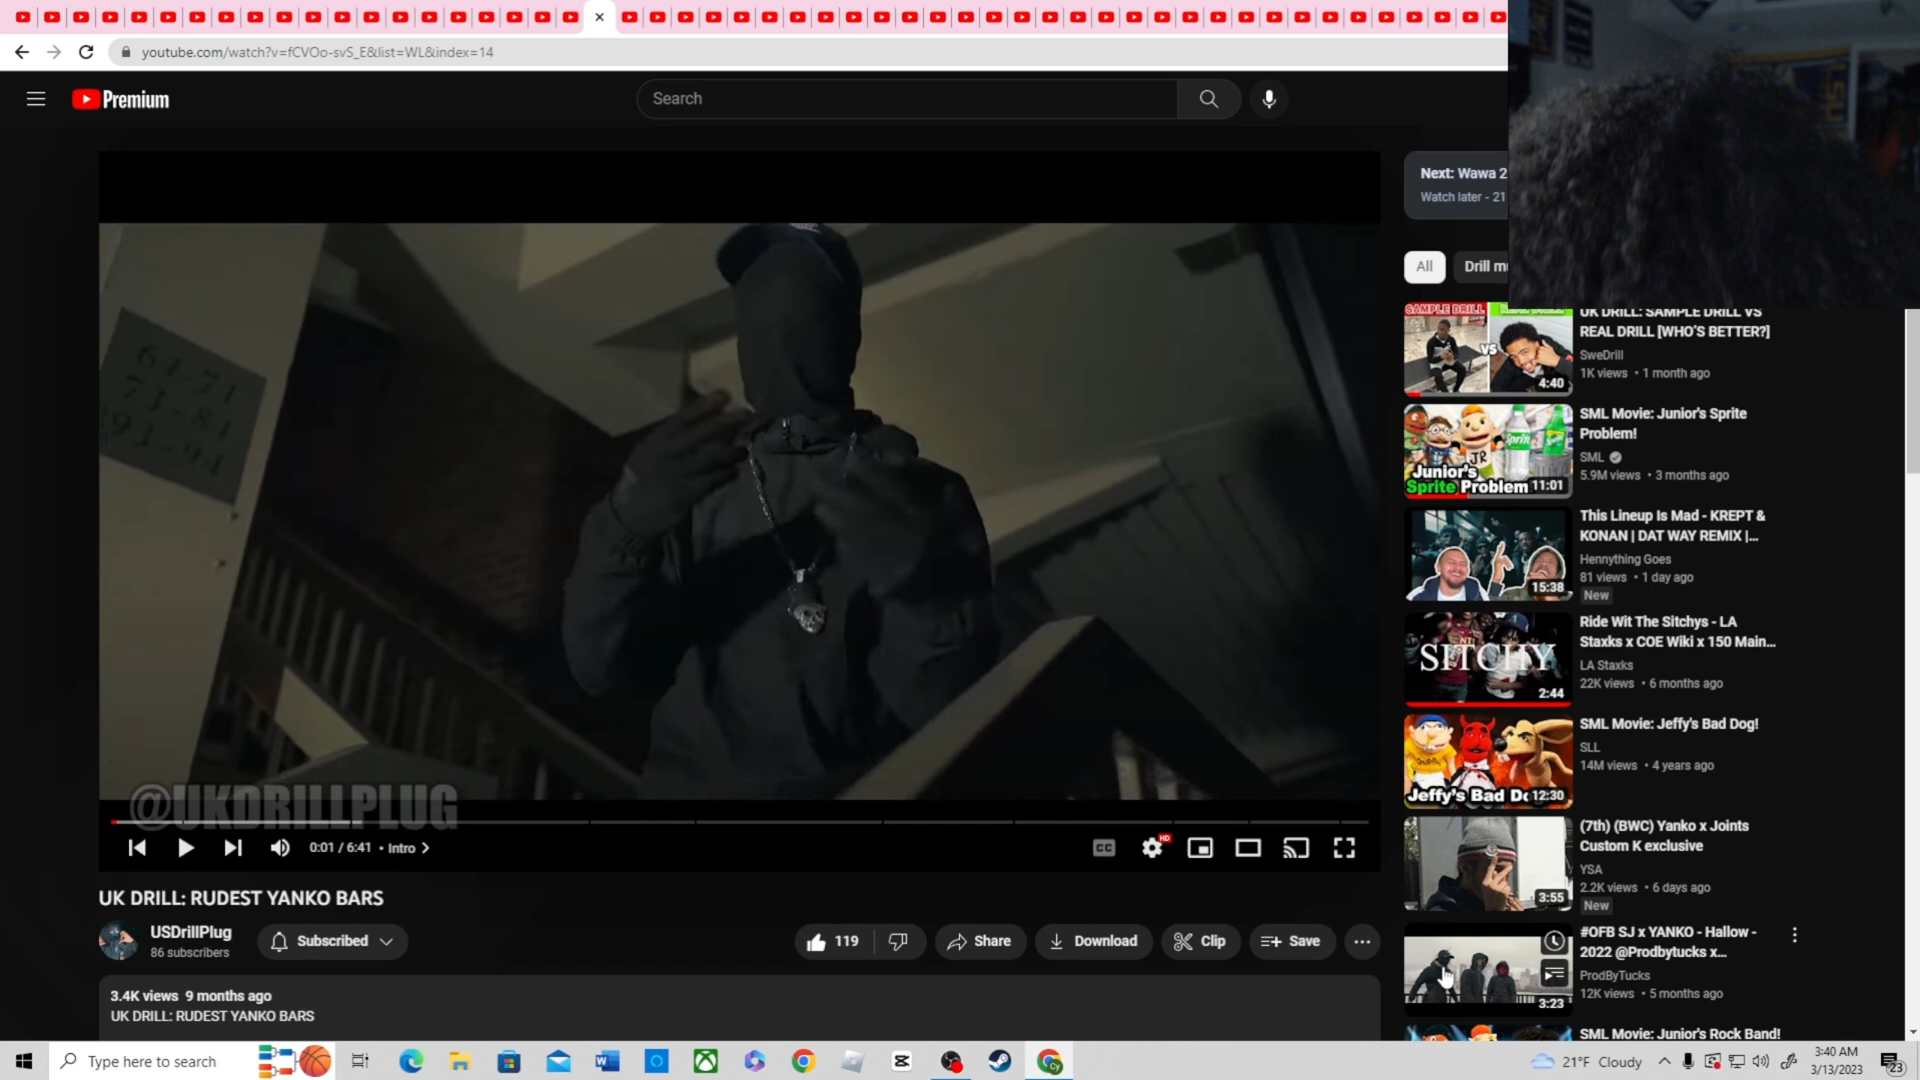 youtube.com/watch?v=fCVOo-svS_E&list=WL&index=14
Premium
Search
Next: Wawa 2
Watch later - 21
All
Drill m
64-71
@UKDRILLPLUG
0:01 / 6:41 • Intro
CC
HD
UK DRILL: RUDEST YANKO BARS
USDrillPlug
86 subscribers
Subscribed
119
Share
Download
Clip
Save
3.4K views 9 months ago
UK DRILL: RUDEST YANKO BARS
SAMPLE DRILL
VS
4:40
UK DRILL: SAMPLE DRILL VS
REAL DRILL [WHO'S BETTER?]
SweDrill
1K views • 1 month ago
Sprite
JR
Junior's
Sprite Problem
11:01
SML Movie: Junior's Sprite
Problem!
SML
5.9M views • 3 months ago
15:38
This Lineup Is Mad - KREPT &
KONAN | DAT WAY REMIX |...
Hennything Goes
81 views • 1 day ago
New
SITCHY
2:44
Ride Wit The Sitchys - LA
Staxks x COE Wiki x 150 Main...
LA Staxks
22K views • 6 months ago
Jeffy's Bad D
12:30
SML Movie: Jeffy's Bad Dog!
SLL
14M views • 4 years ago
3:55
(7th) (BWC) Yanko x Joints
Custom K exclusive
YSA
2.2K views • 6 days ago
New
3:23
#OFB SJ x YANKO - Hallow -
2022 @Prodbytucks x...
ProdByTucks
12K views • 5 months ago
SML Movie: Junior's Rock Band!
Type here to search
21°F Cloudy
3:40 AM
3/13/2023
23